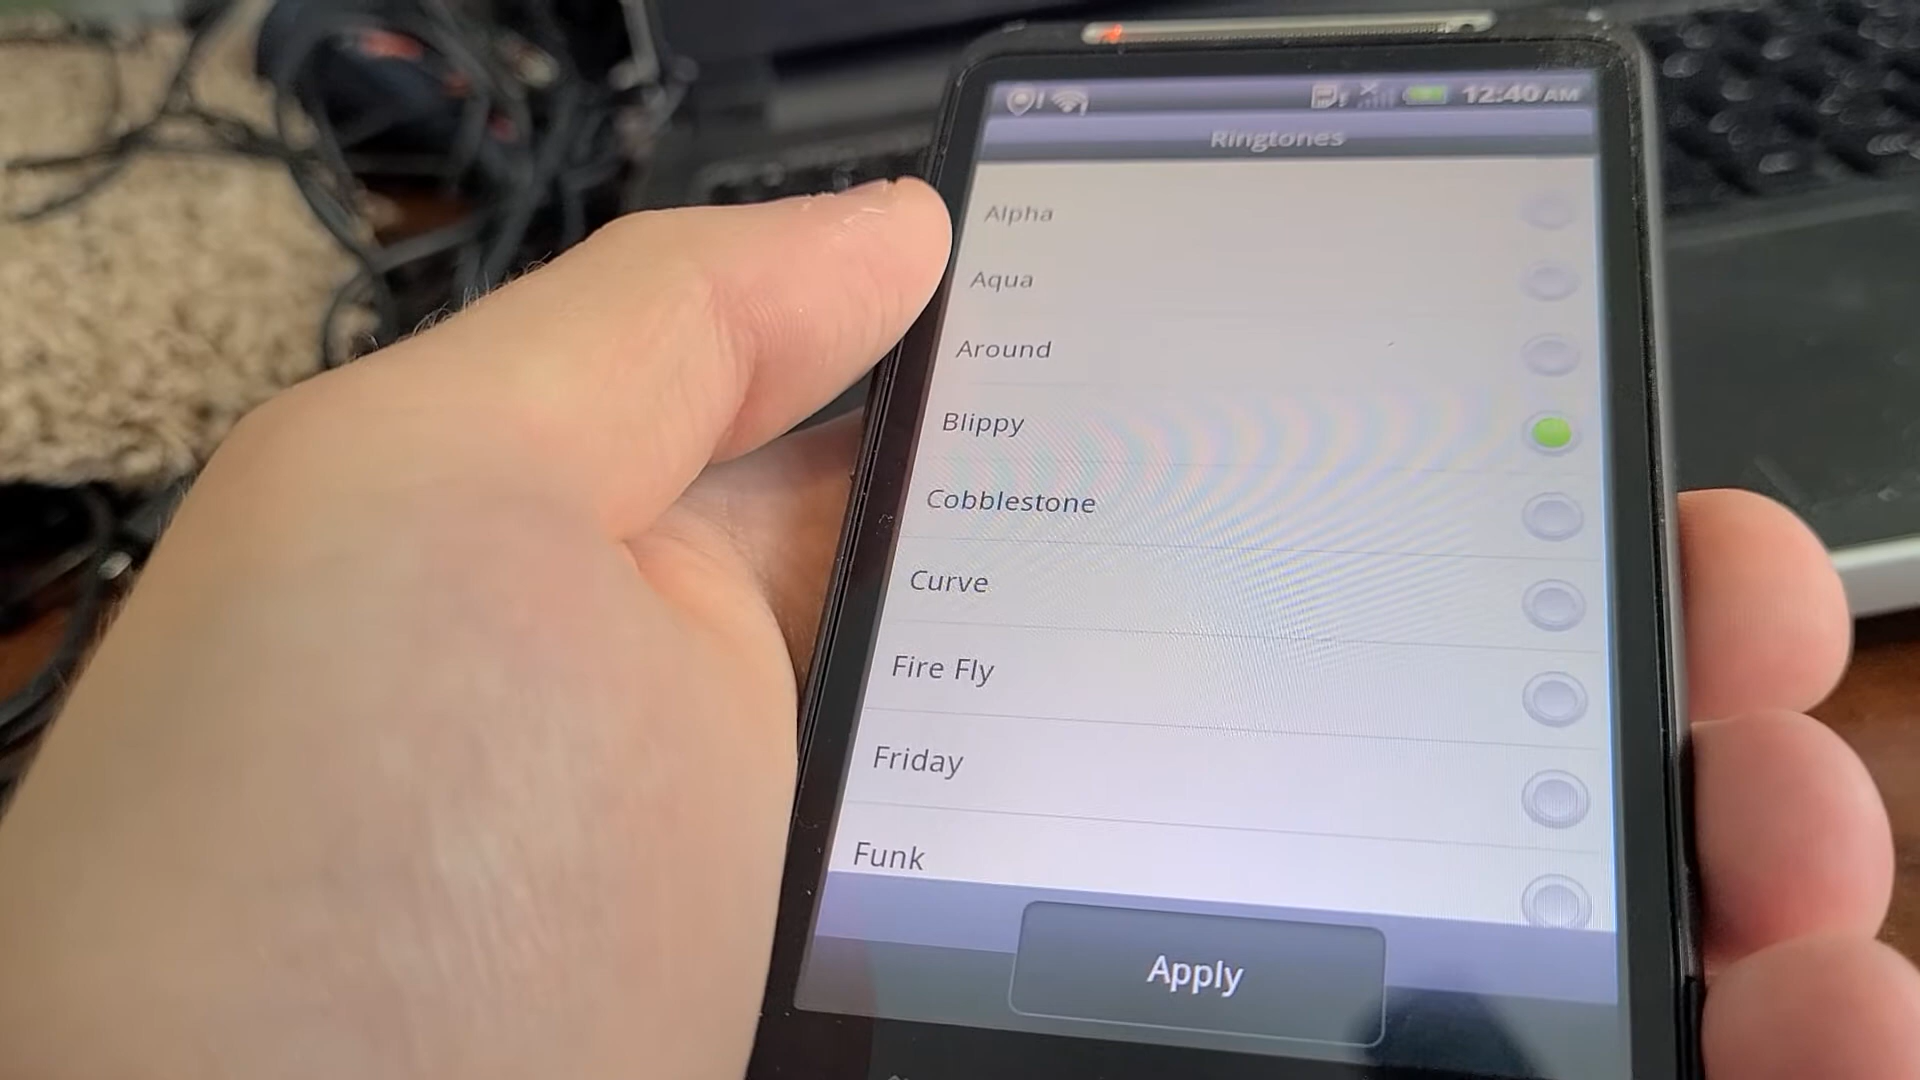 12:40 AM
Ringtones
Alpha
Aqua
Around
Blippy
Cobblestone
Curve
Fire Fly
Friday
Funk
Apply